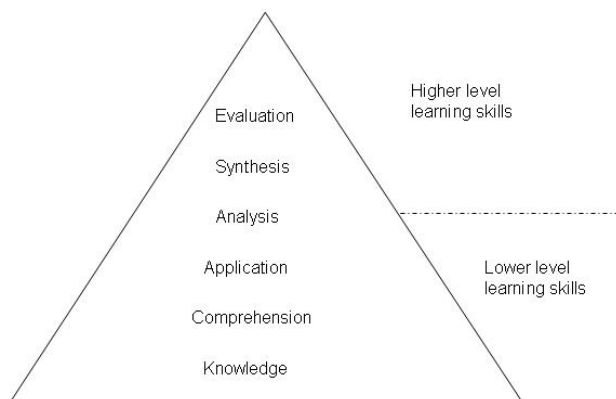 Higher level
learning skills
Evaluation
Synthesis
Analysis
Application
Lower level
learning skills
Comprehension
Knowledge